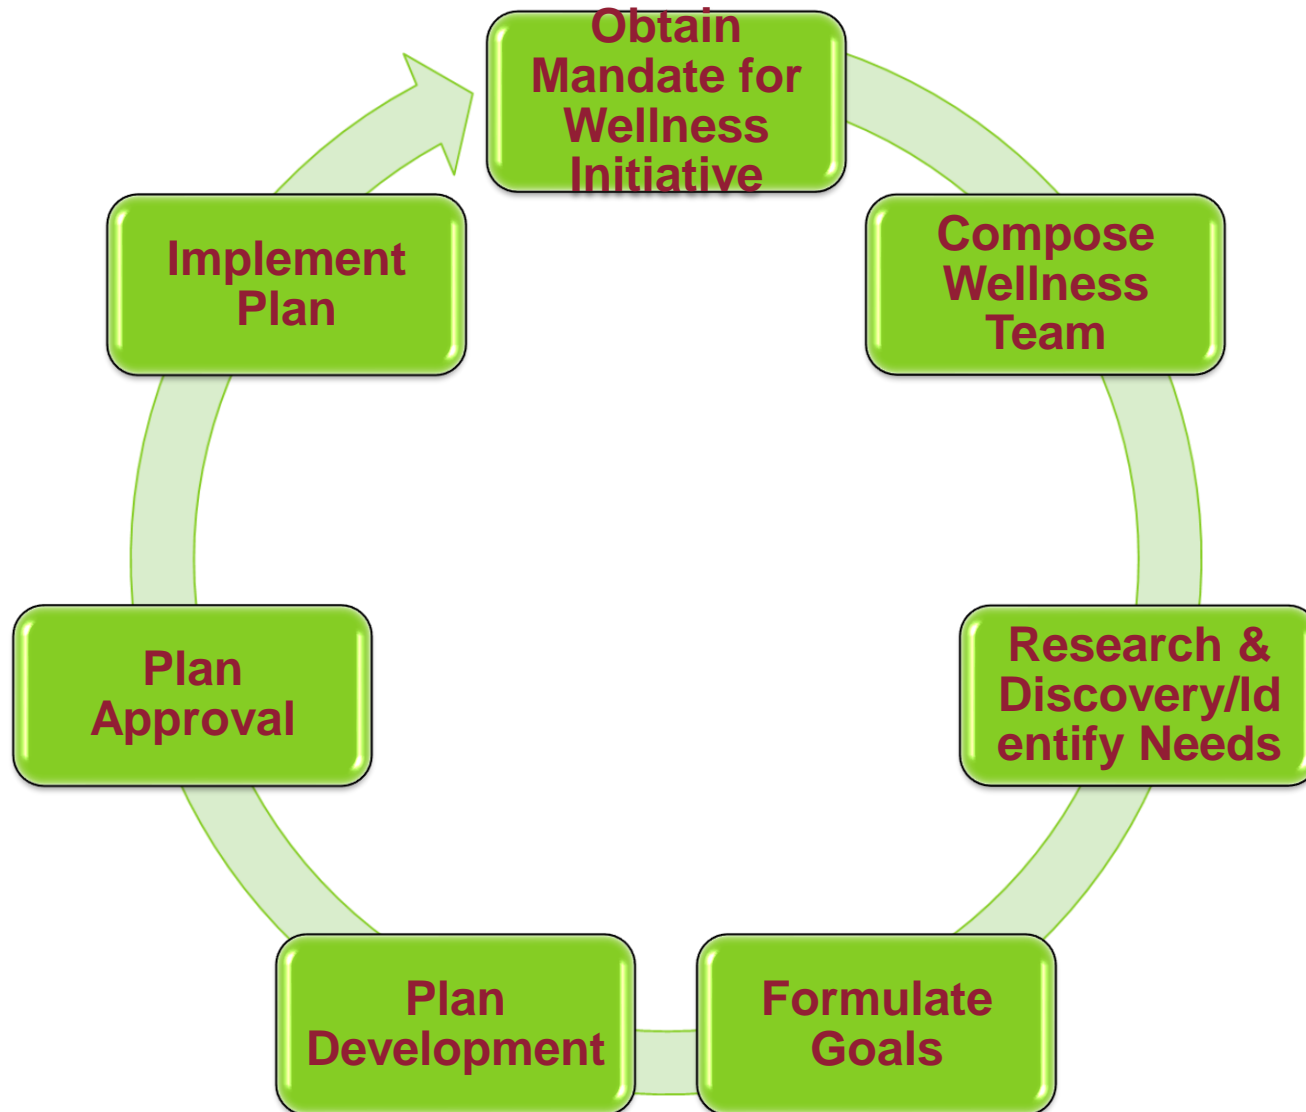 Obtain
Mandate for
Wellness
Initiative
Compose
Wellness
Team
Research &
Discovery/Id
entify Needs
Formulate
Goals
Plan
Development
Plan
Approval
Implement
Plan